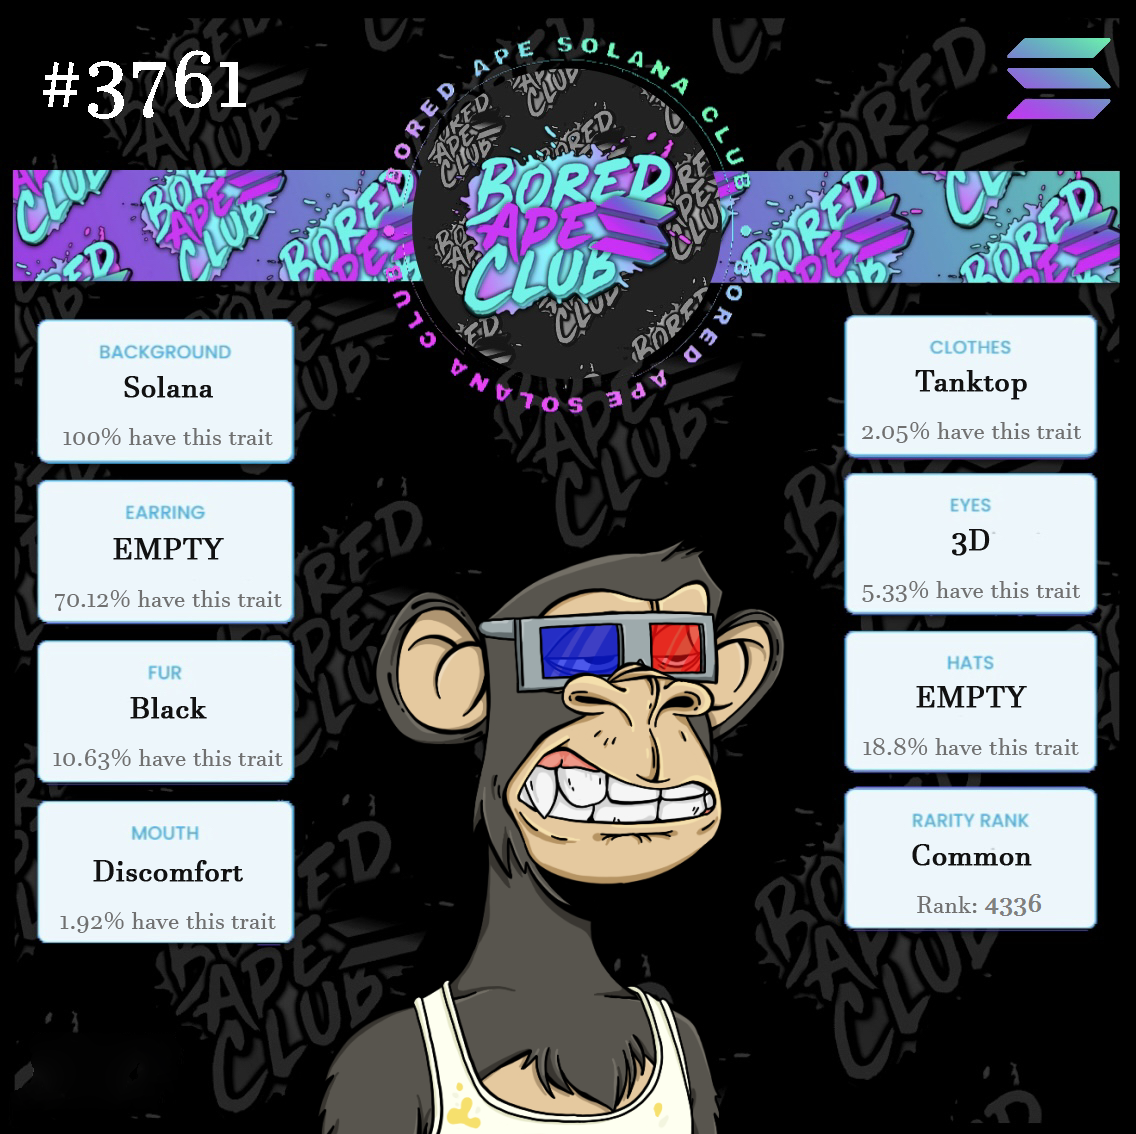 #3761
BORED APE SOLANA CLUB
BORED APE SOLANA CLUB
BORED
APE
CLUB
BACKGROUND
Solana
100% have this trait
EARRING
EMPTY
70.12% have this trait
FUR
Black
10.63% have this trait
MOUTH
Discomfort
1.92% have this trait
CLOTHES
Tanktop
2.05% have this trait
EYES
3D
5.33% have this trait
HATS
EMPTY
18.8% have this trait
RARITY RANK
Common
Rank: 4336